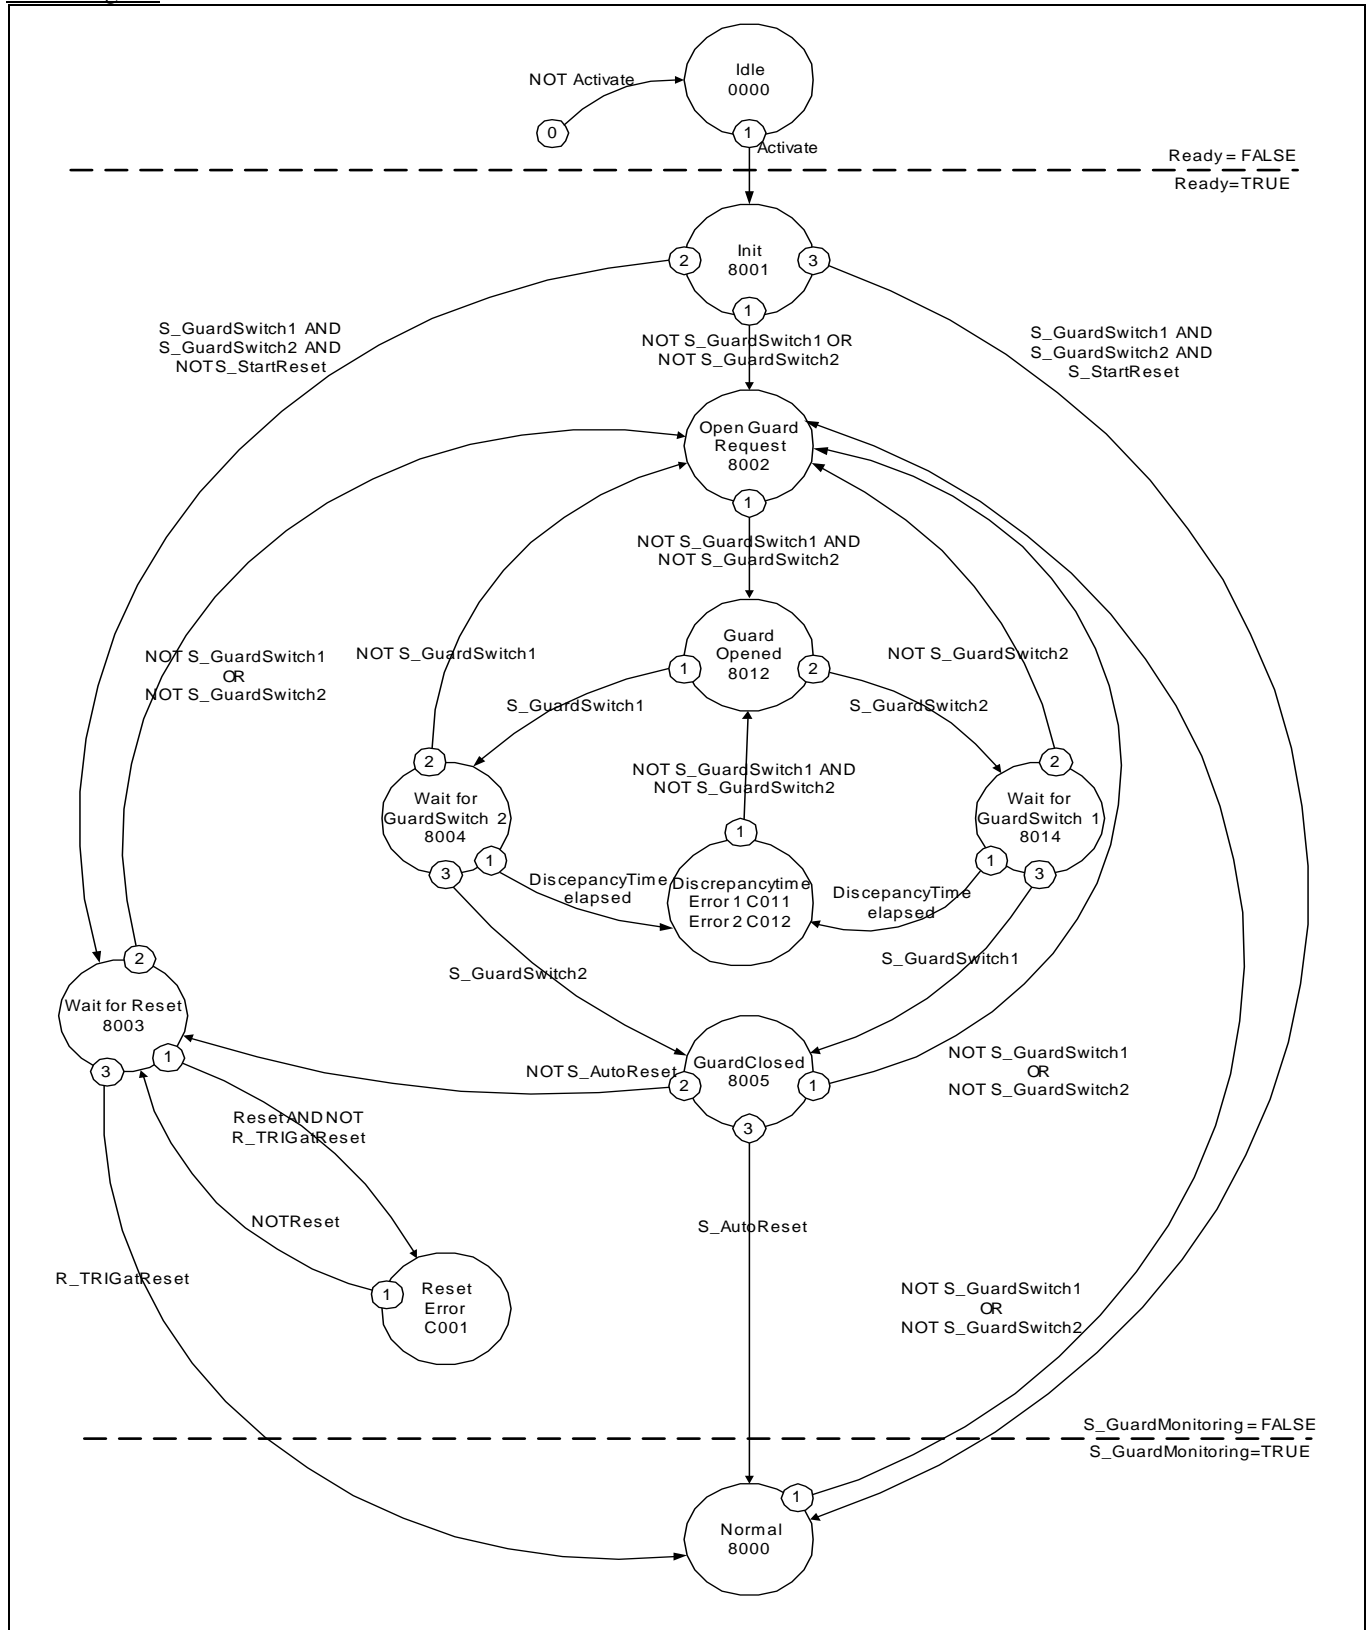 Idle
0000
NOT Activate
0
1
Activate
Ready = FALSE
Ready=TRUE
Init
8001
2
3
1
S_GuardSwitch1 AND
S_GuardSwitch2 AND
NOTS_StartReset
NOT S_GuardSwitch1 OR
NOT S_GuardSwitch2
S_GuardSwitch1 AND
S_GuardSwitch2 AND
S_StartReset
Open Guard
Request
8002
1
NOT S_GuardSwitch1 AND
NOT S_GuardSwitch2
Guard
Opened
8012
1
2
NOT S_GuardSwitch1
OR
NOT S_GuardSwitch2
NOT S_GuardSwitch1
NOT S_GuardSwitch2
S_GuardSwitch1
S_GuardSwitch2
2
2
NOT S_GuardSwitch1 AND
NOT S_GuardSwitch2
Wait for
GuardSwitch 2
8004
Wait for
GuardSwitch 1
8014
1
3
1
1
3
DiscepancyTime
elapsed
Discrepancytime
Error 1 C011
Error 2 C012
DiscepancyTime
elapsed
2
S_GuardSwitch2
S_GuardSwitch1
Wait for Reset
8003
3
1
NOTS_AutoReset
GuardClosed
8005
2
1
3
NOT S_GuardSwitch1
OR
NOT S_GuardSwitch2
ResetANDNOT
R_TRIGatReset
NOTReset
S_AutoReset
R_TRIGatReset
1
Reset
Error
C001
NOT S_GuardSwitch1
OR
NOT S_GuardSwitch2
S_GuardMonitoring = FALSE
S_GuardMonitoring=TRUE
1
Normal
8000